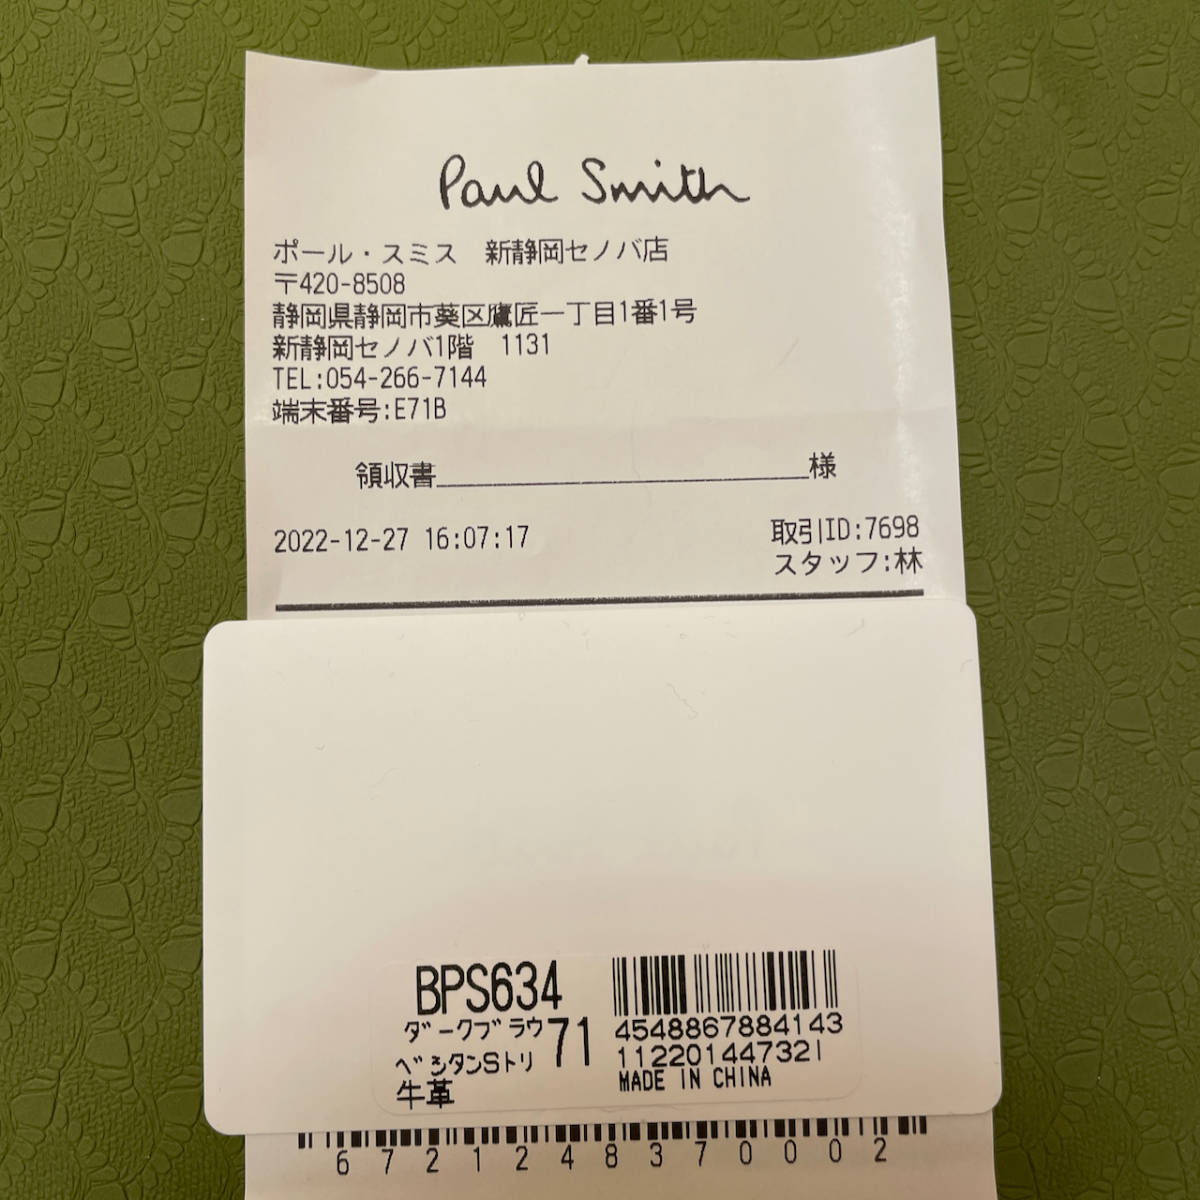 Paul Smith
ポール・スミス 新静岡セノバ店
〒420-8508
静岡県静岡市葵区鷹匠一丁目1番1号
新静岡セノバ1階 1131
TEL:054-266-7144
端末番号:E71B
領収書 様
2022-12-27 16:07:17 取引ID:7698
スタッフ:林
BPS634
ダークブラウ 71
ベジタンSトリ
牛革
4548867884143
112201447321
MADE IN CHINA
6721248370002